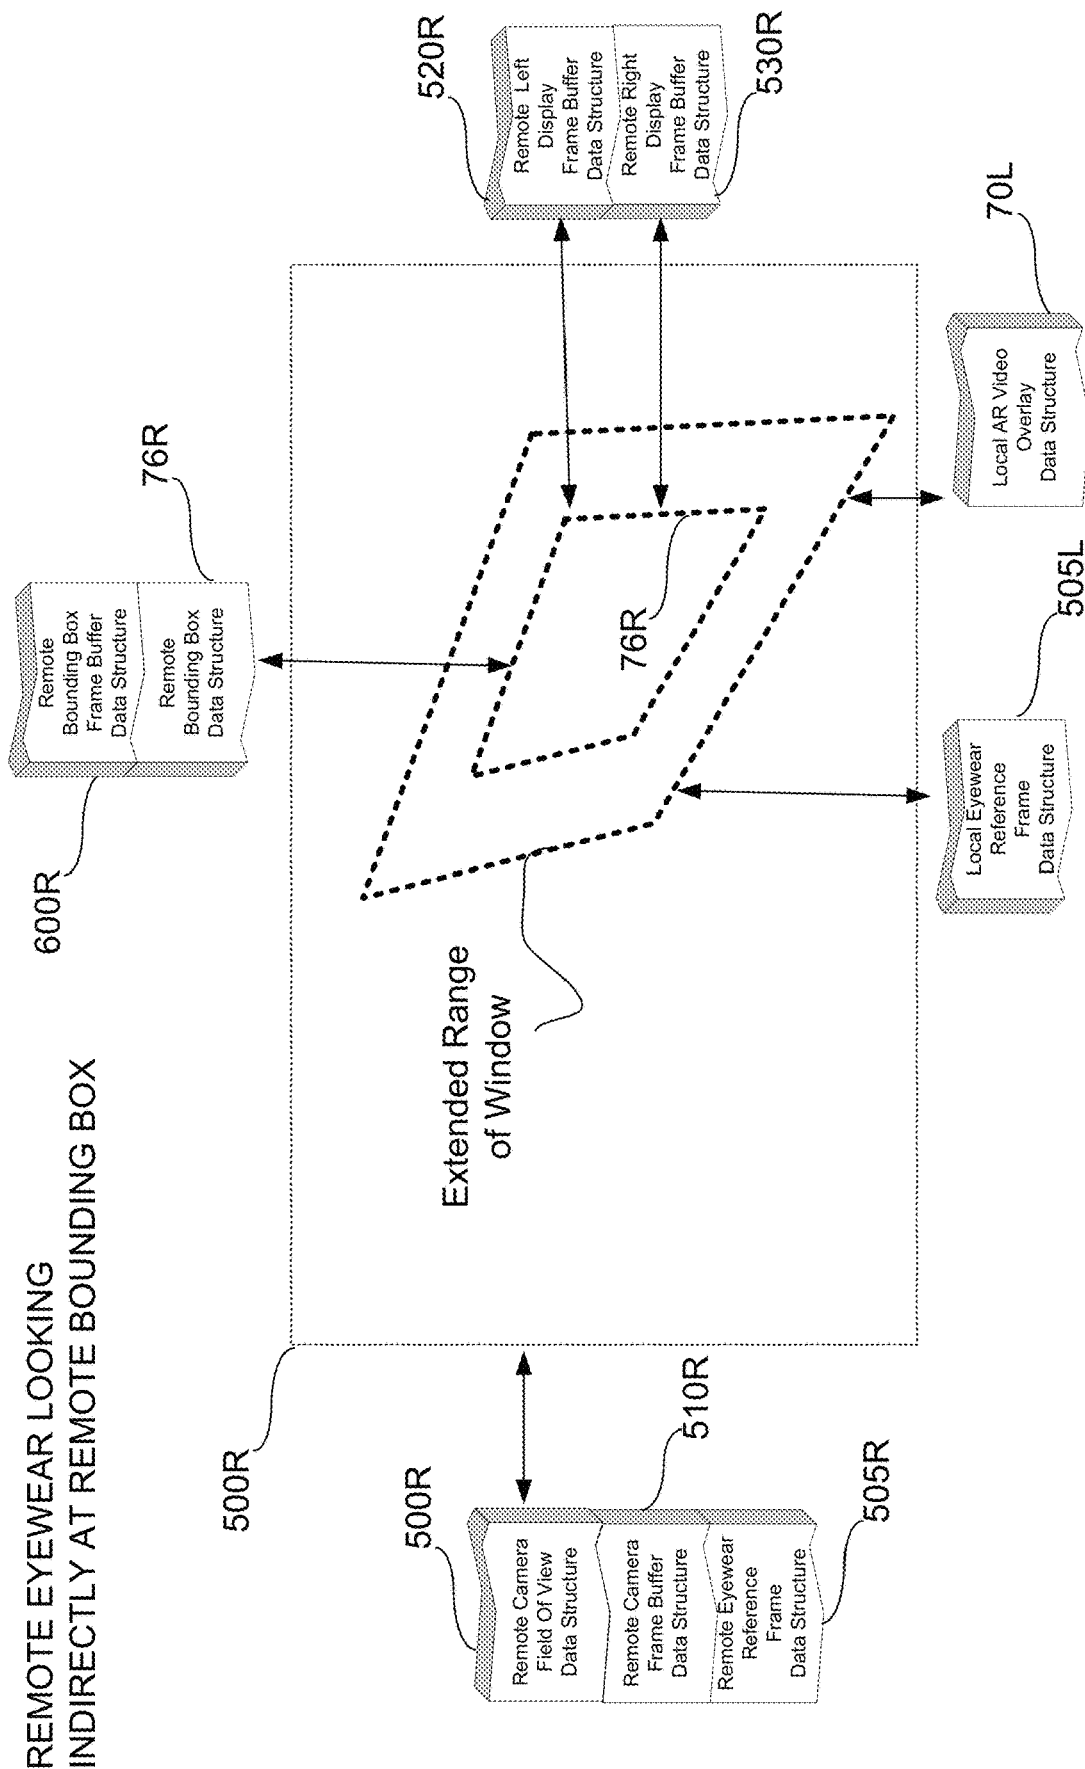 REMOTE EYEWEAR LOOKING
INDIRECTLY AT REMOTE BOUNDING BOX
600R
Remote
Bounding Box
Frame Buffer
Data Structure
Remote
Bounding Box
Data Structure
76R
500R
520R
Remote Left
Display
Frame Buffer
Data Structure
Remote Right
Display
Frame Buffer
Data Structure
530R
500R
Remote Camera
Field Of View
Data Structure
Remote Camera
Frame Buffer
Data Structure
Remote Eyewear
Reference
Frame
Data Structure
510R
505R
Extended Range
of Window
76R
Local Eyewear
Reference
Frame
Data Structure
505L
Local AR Video
Overlay
Data Structure
70L